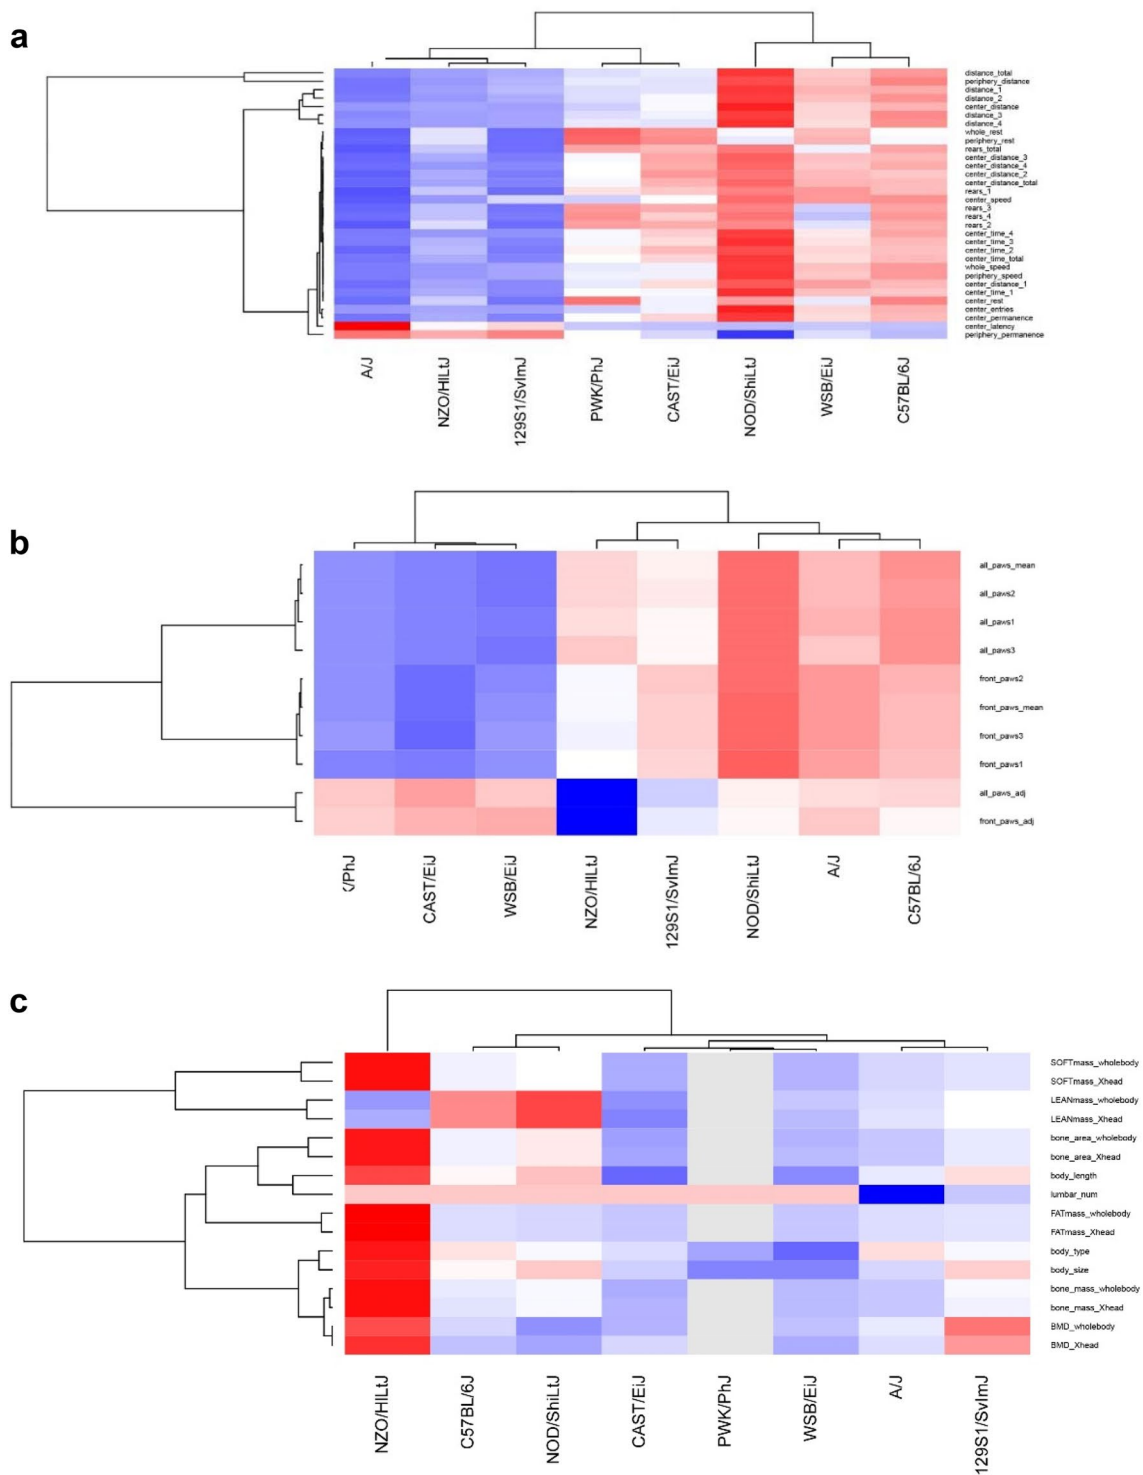 a
distance_total
periphery_distance
distance_1
distance_2
center_distance
distance_3
distance_4
whole_rest
periphery_rest
rears_total
center_distance_3
center_distance_4
center_distance_2
center_distance_total
rears_1
center_speed
rears_3
rears_4
rears_2
center_time_4
center_time_3
center_time_2
center_time_total
whole_speed
periphery_speed
center_distance_1
center_time_1
center_rest
center_entries
center_permanence
center_latency
periphery_permanence
A/J
NZO/HILtJ
129S1/SvImJ
PWK/PhJ
CAST/EiJ
NOD/ShiLtJ
WSB/EiJ
C57BL/6J
b
all_paws_mean
all_paws2
all_paws1
all_paws3
front_paws2
front_paws_mean
front_paws3
front_paws1
all_paws_adj
front_paws_adj
/PhJ
CAST/EiJ
WSB/EiJ
NZO/HILtJ
129S1/SvImJ
NOD/ShiLtJ
A/J
C57BL/6J
c
SOFTmass_wholebody
SOFTmass_Xhead
LEANmass_wholebody
LEANmass_Xhead
bone_area_wholebody
bone_area_Xhead
body_length
lumbar_num
FATmass_wholebody
FATmass_Xhead
body_type
body_size
bone_mass_wholebody
bone_mass_Xhead
BMD_wholebody
BMD_Xhead
NZO/HILtJ
C57BL/6J
NOD/ShiLtJ
CAST/EiJ
PWK/PhJ
WSB/EiJ
A/J
129S1/SvImJ